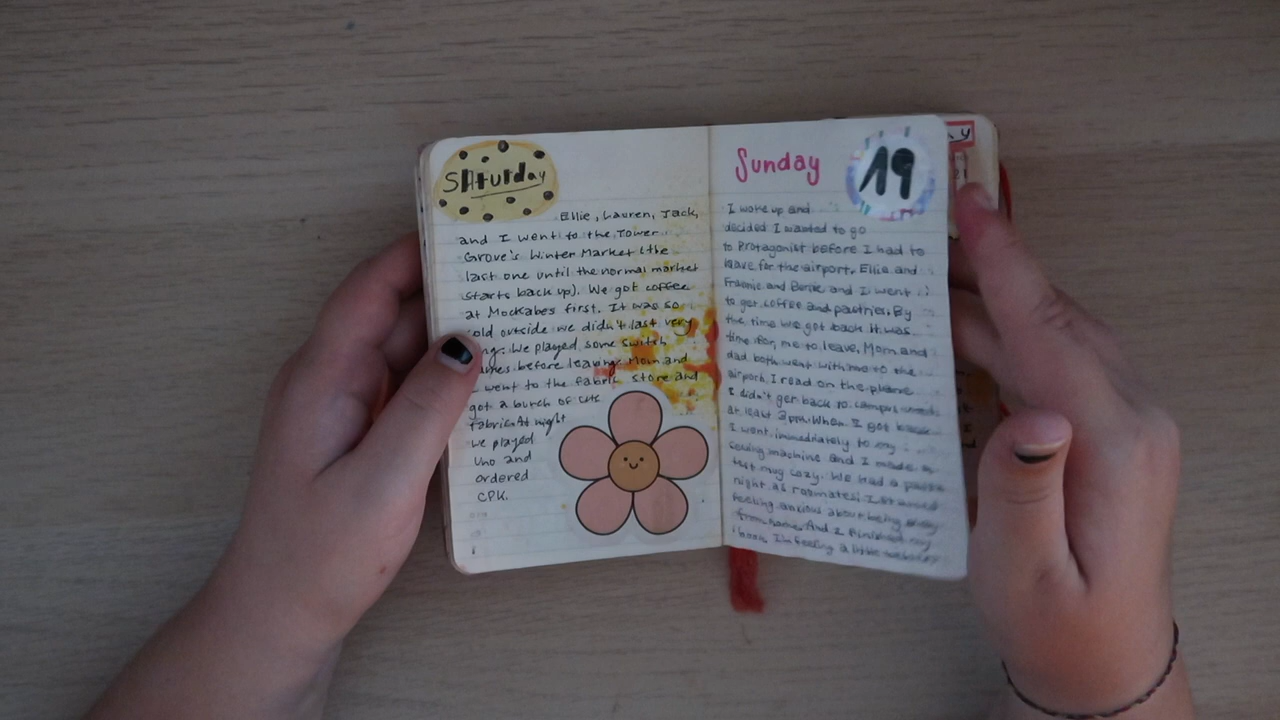 Saturday
Ellie, Lauren, Jack,
and I went to the Tower
Grove's Winter Market (the
last one until the normal market
starts back up). We got coffee
at Mockabes first. It was so
cold outside we didn't last very
We played some Switch
before leaving. Mom and
went to the fabric store and
got a bunch of cute
fabric. At night
we played
Uno and
ordered
CPK.
Sunday
19
I woke up and
decided I wanted to go
to Protagonist before I had to
leave for the airport. Ellie and
and I went
to get coffee and pastries. By
the time we got back it was
time for me to leave. Mom and
dad both went with me to the
airport. I read on the plane.
I didn't get back to campus
at least 3pm. When I got back
I went immediately to my
sewing machine and I made a
test mug cozy. We had a
night as roomates! I started
feeling anxious about being away
from home. And I finished my
book. I'm feeling a little